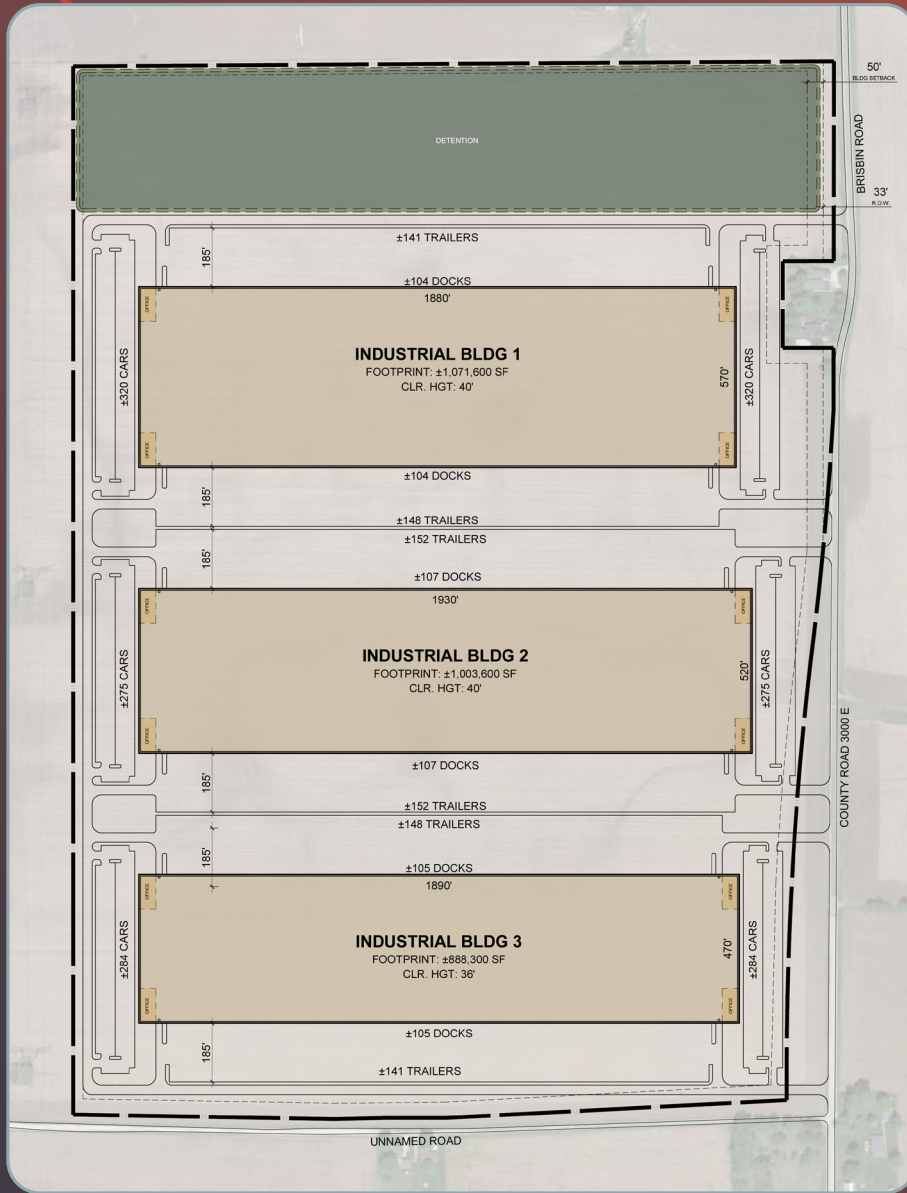 50'
BLDG SETBACK
DETENTION
BRISBIN ROAD
33'
R.O.W.
±141 TRAILERS
185'
±104 DOCKS
1880'
OFFICE
OFFICE
INDUSTRIAL BLDG 1
FOOTPRINT: ±1,071,600 SF
CLR. HGT: 40'
±320 CARS
570'
±320 CARS
OFFICE
OFFICE
±104 DOCKS
185'
±148 TRAILERS
±152 TRAILERS
185'
±107 DOCKS
1930'
OFFICE
OFFICE
INDUSTRIAL BLDG 2
FOOTPRINT: ±1,003,600 SF
CLR. HGT: 40'
±275 CARS
520'
±275 CARS
OFFICE
OFFICE
COUNTY ROAD 3000 E
±107 DOCKS
185'
±152 TRAILERS
±148 TRAILERS
185'
±105 DOCKS
1890'
OFFICE
OFFICE
INDUSTRIAL BLDG 3
FOOTPRINT: ±888,300 SF
CLR. HGT: 36'
±284 CARS
470'
±284 CARS
OFFICE
OFFICE
±105 DOCKS
185'
±141 TRAILERS
UNNAMED ROAD